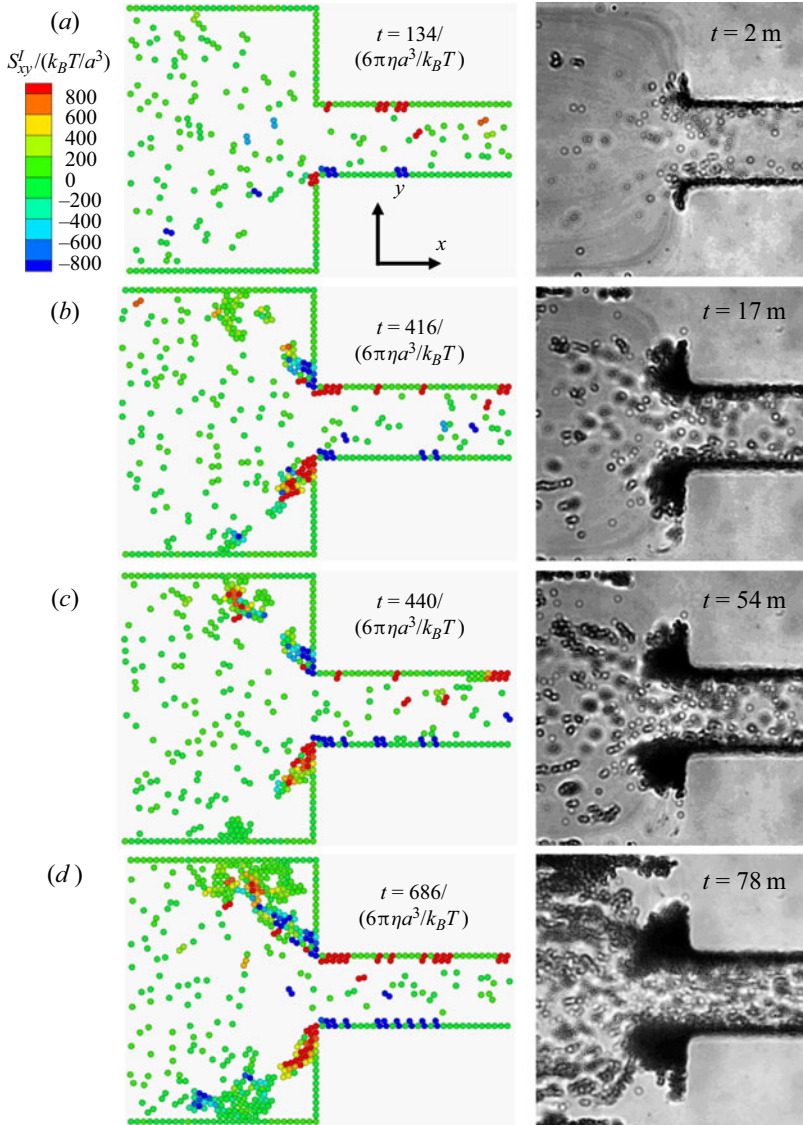 (a)
S^I_xy/(k_BT/a^3)
800
600
400
200
0
–200
–400
–600
–800
t = 134/
(6πηa^3/k_BT)
y
x
t = 2 m
(b)
t = 416/
(6πηa^3/k_BT)
t = 17 m
(c)
t = 440/
(6πηa^3/k_BT)
t = 54 m
(d)
t = 686/
(6πηa^3/k_BT)
t = 78 m